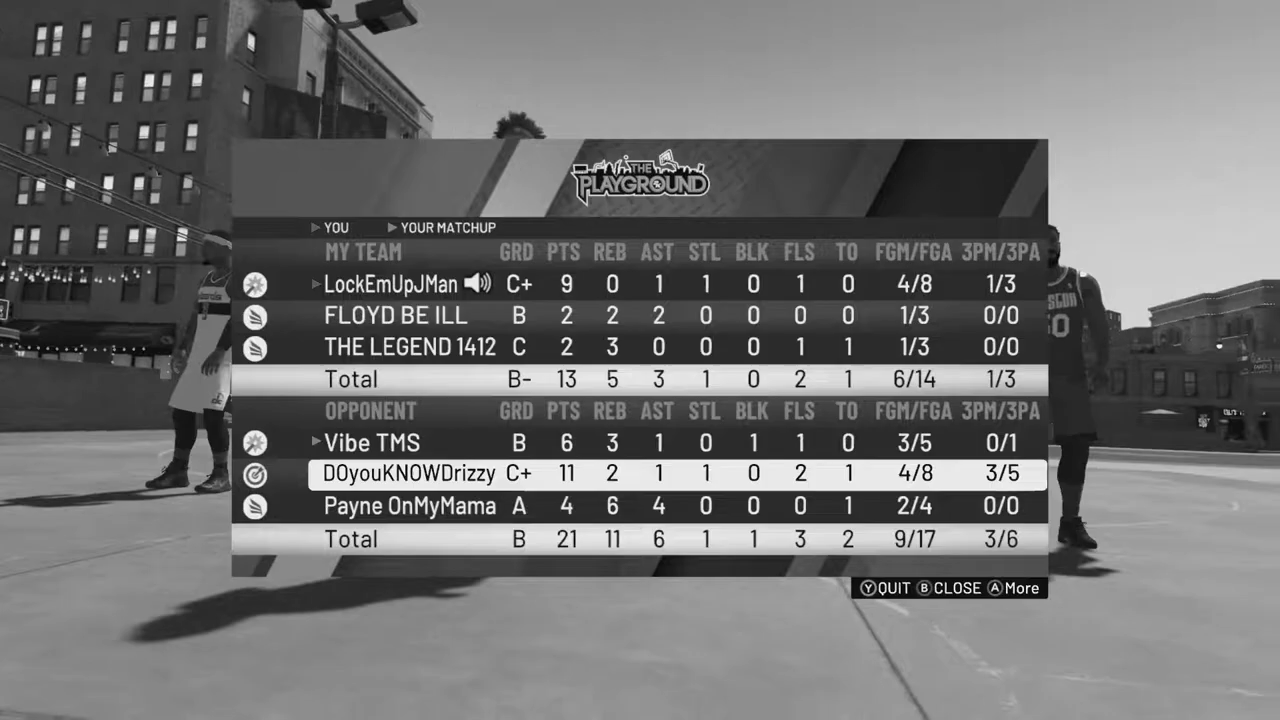 THE
PLAYGROUND
YOU YOUR MATCHUP
MY TEAM GRD PTS REB AST STL BLK FLS TO FGM/FGA 3PM/3PA
LockEmUpJMan C+ 9 0 1 1 0 1 0 4/8 1/3
FLOYD BE ILL B 2 2 2 0 0 0 0 1/3 0/0
THE LEGEND 1412 C 2 3 0 0 0 1 1 1/3 0/0
Total B- 13 5 3 1 0 2 1 6/14 1/3
OPPONENT GRD PTS REB AST STL BLK FLS TO FGM/FGA 3PM/3PA
Vibe TMS B 6 3 1 0 1 1 0 3/5 0/1
DOyouKNOWDrizzy C+ 11 2 1 1 0 2 1 4/8 3/5
Payne OnMyMama A 4 6 4 0 0 0 1 2/4 0/0
Total B 21 11 6 1 1 3 2 9/17 3/6
Y QUIT B CLOSE A More